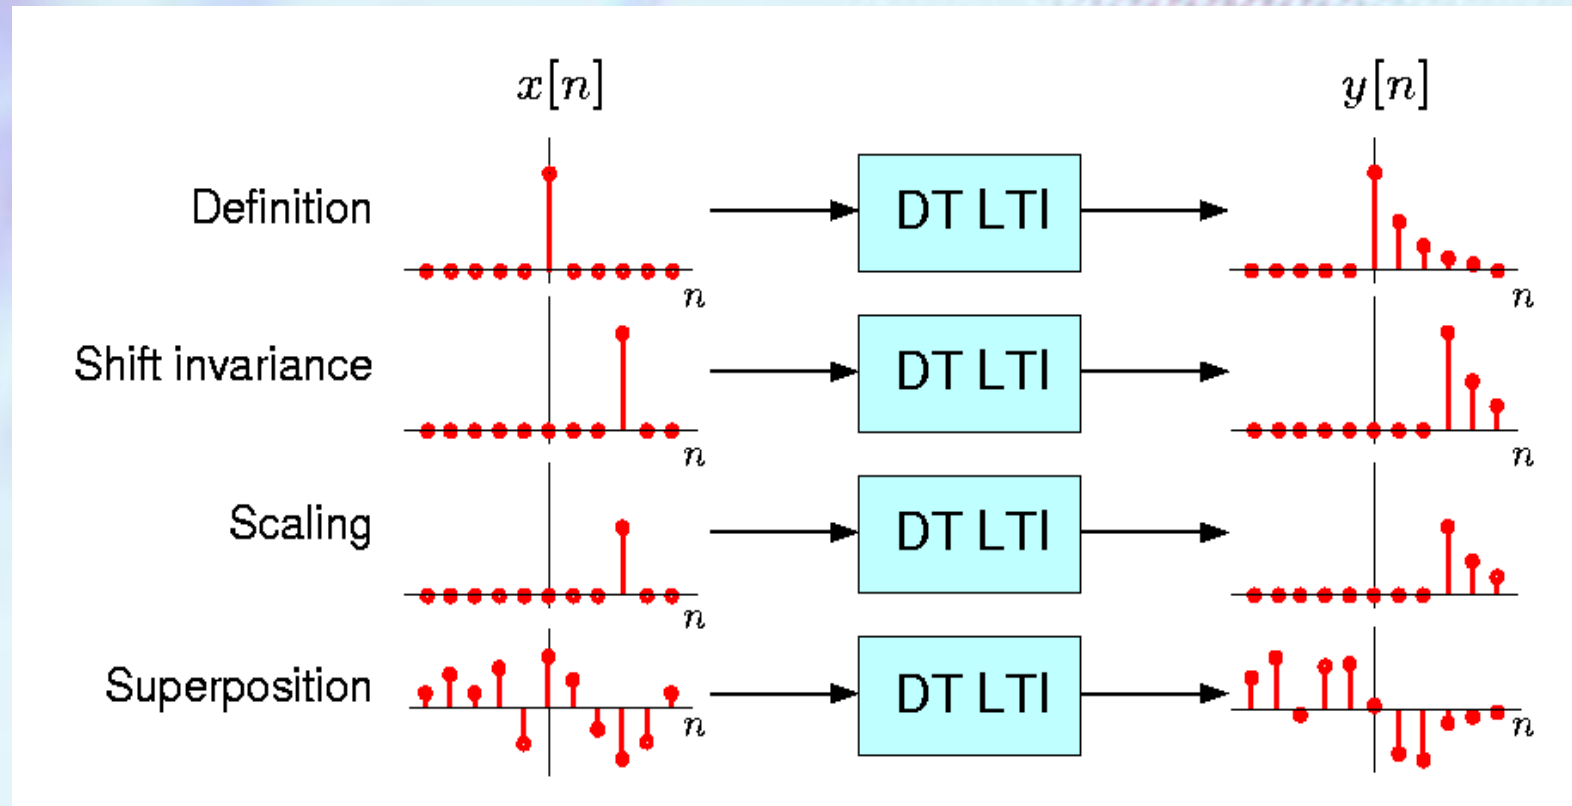 x[n] y[n]
Definition DT LTI
n n
Shift invariance DT LTI
n n
Scaling DT LTI
n n
Superposition DT LTI
n n